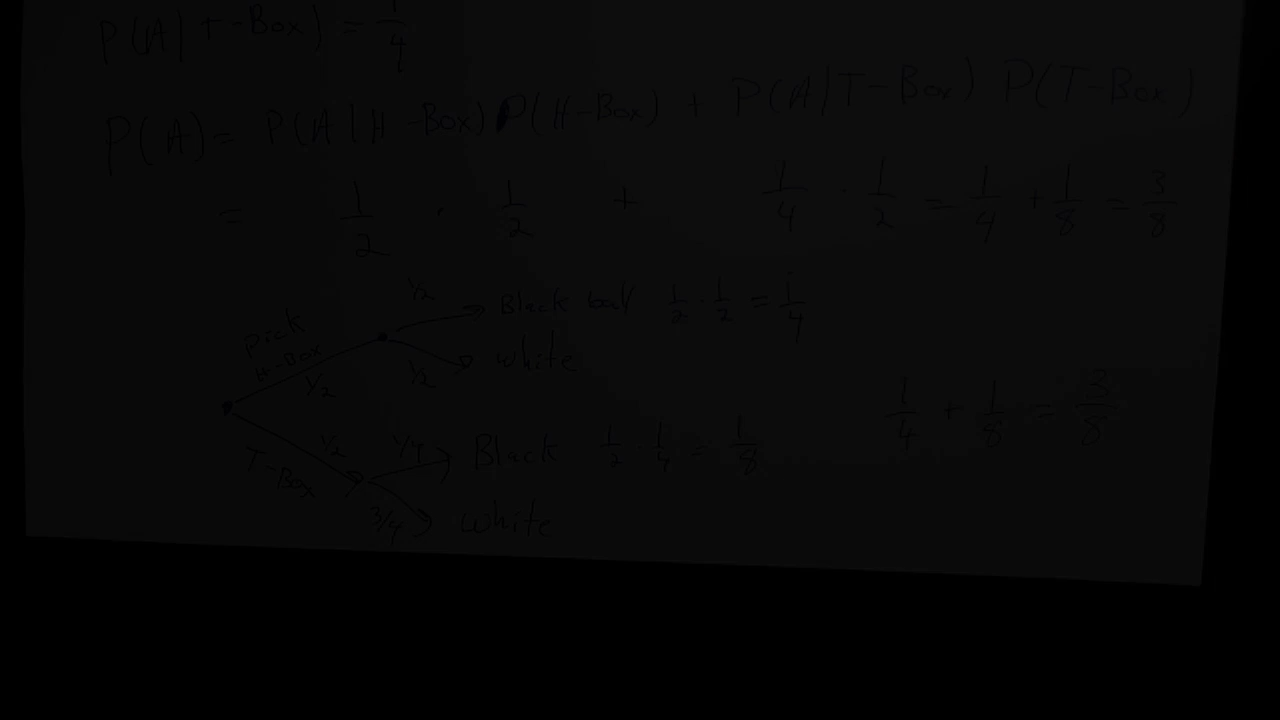 P(A | T-Box) = 1/4
P(A) = P(A | H-Box) P(H-Box) + P(A | T-Box) P(T-Box)
= 1/2 · 1/2 + 1/4 · 1/2 = 1/4 + 1/8 = 3/8
Pick H-Box 1/2
1/2 Black ball 1/2 · 1/2 = 1/4
1/2 white
1/4 + 1/8 = 3/8
T-Box 1/2
1/4 Black 1/2 · 1/4 = 1/8
3/4 white